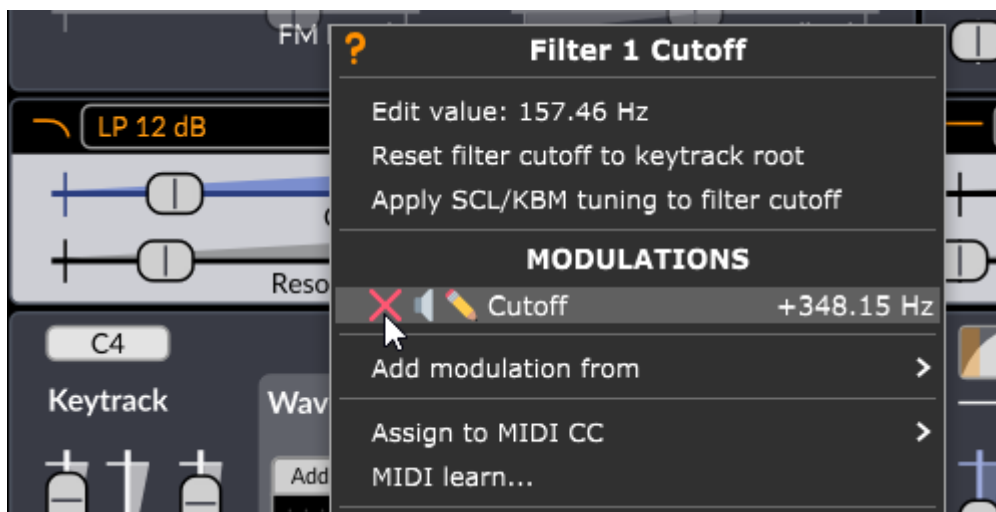 FM
Filter 1 Cutoff
Edit value: 157.46 Hz
LP 12 dB
Reset filter cutoff to keytrack root
Apply SCL/KBM tuning to filter cutoff
MODULATIONS
Reso
Cutoff +348.15 Hz
C4
Add modulation from
Keytrack
Wav
Assign to MIDI CC
Add
MIDI learn...